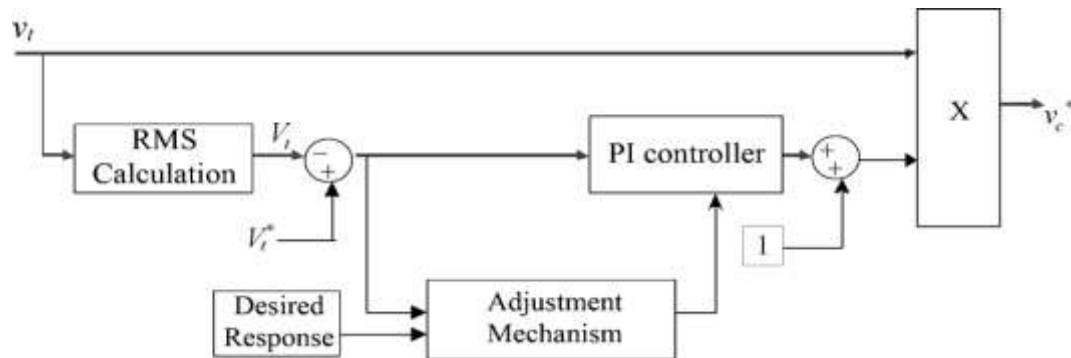 v_t
RMS
Calculation
V_t
−
+
PI controller
+
+
X
v_c*
V_t*
1
Desired
Response
Adjustment
Mechanism